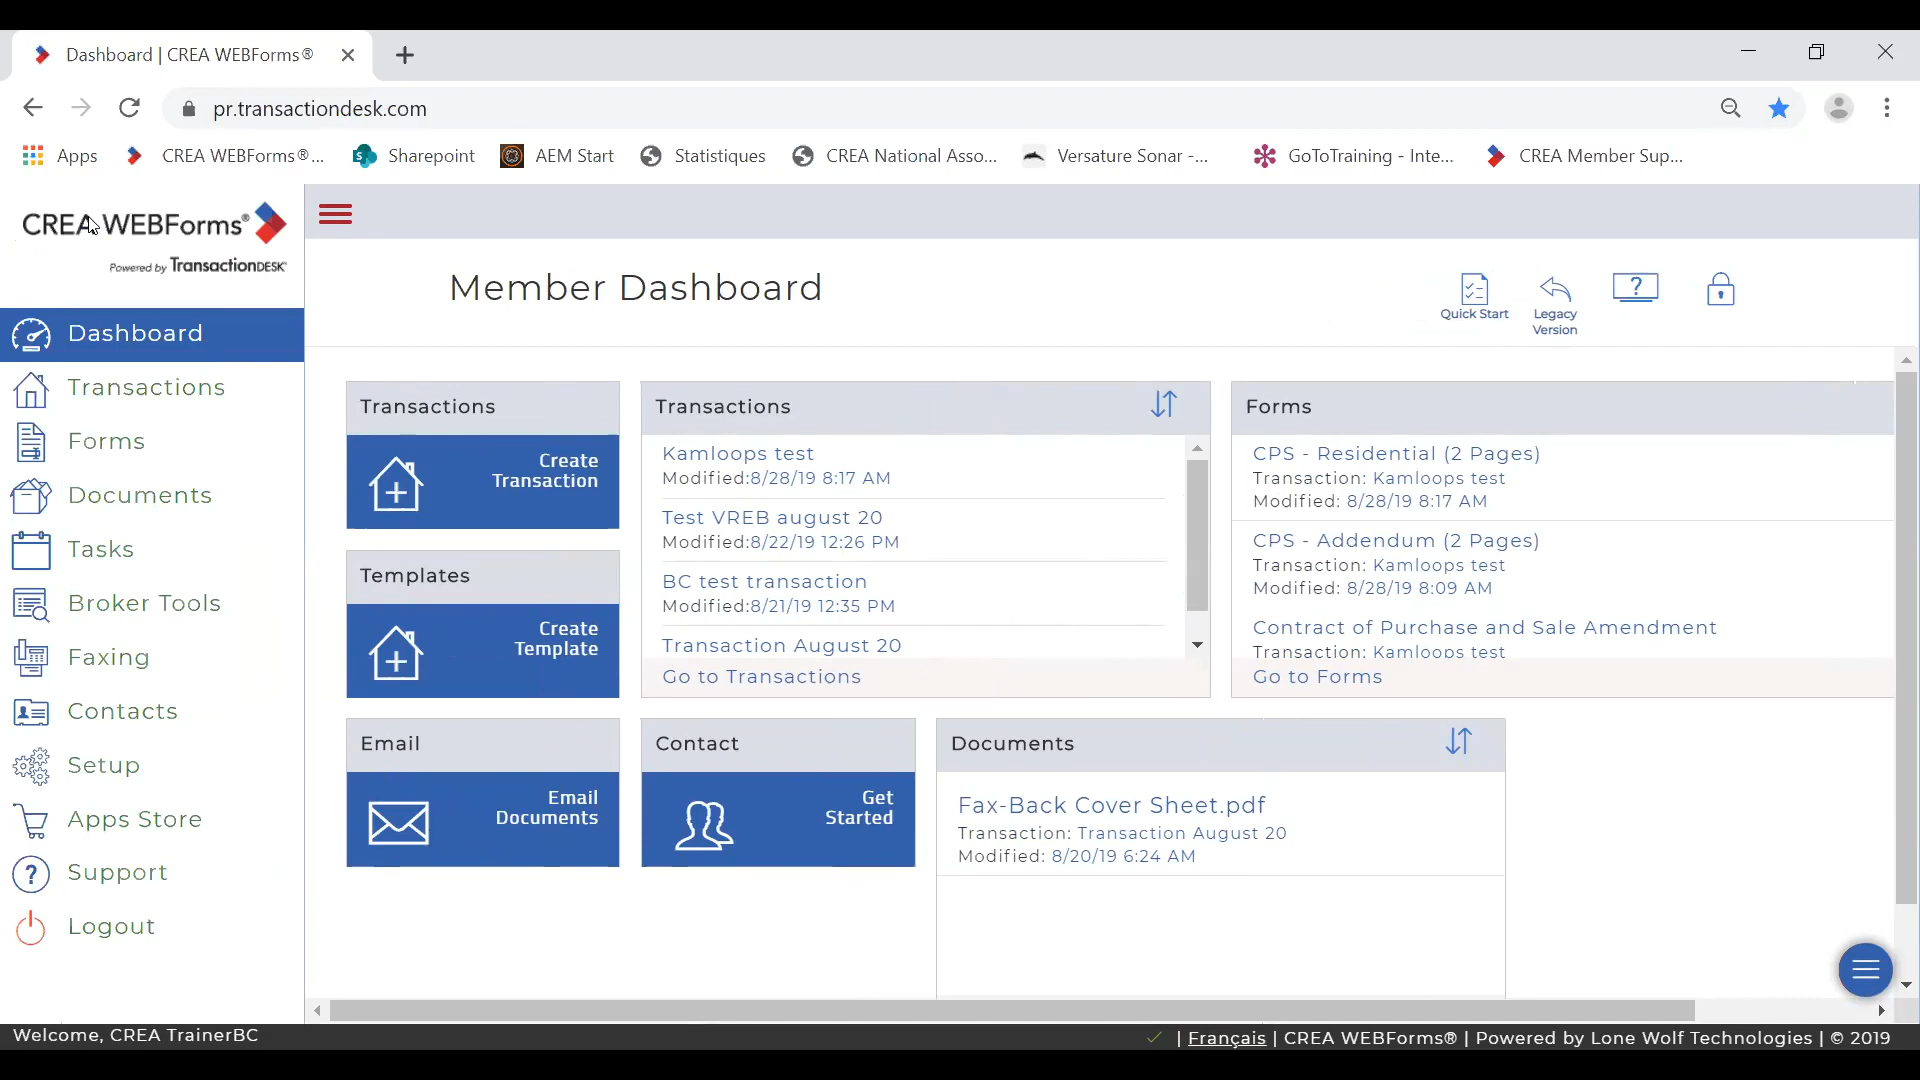 Dashboard | CREA WEBForms®
pr.transactiondesk.com
Apps
CREA WEBForms®...
Sharepoint
AEM Start
Statistiques
CREA National Asso...
Versature Sonar -...
GoToTraining - Inte...
CREA Member Sup...
CREA WEBForms®
Powered by TransactionDESK
Dashboard
Transactions
Forms
Documents
Tasks
Broker Tools
Faxing
Contacts
Setup
Apps Store
Support
Logout
Member Dashboard
Quick Start
Legacy
Version
Transactions
Create
Transaction
Templates
Create
Template
Transactions
Kamloops test
Modified:8/28/19 8:17 AM
Test VREB august 20
Modified:8/22/19 12:26 PM
BC test transaction
Modified:8/21/19 12:35 PM
Transaction August 20
Go to Transactions
Forms
CPS - Residential (2 Pages)
Transaction: Kamloops test
Modified: 8/28/19 8:17 AM
CPS - Addendum (2 Pages)
Transaction: Kamloops test
Modified: 8/28/19 8:09 AM
Contract of Purchase and Sale Amendment
Transaction: Kamloops test
Go to Forms
Email
Email
Documents
Contact
Get
Started
Documents
Fax-Back Cover Sheet.pdf
Transaction: Transaction August 20
Modified: 8/20/19 6:24 AM
Welcome, CREA TrainerBC
| Français | CREA WEBForms® | Powered by Lone Wolf Technologies | © 2019